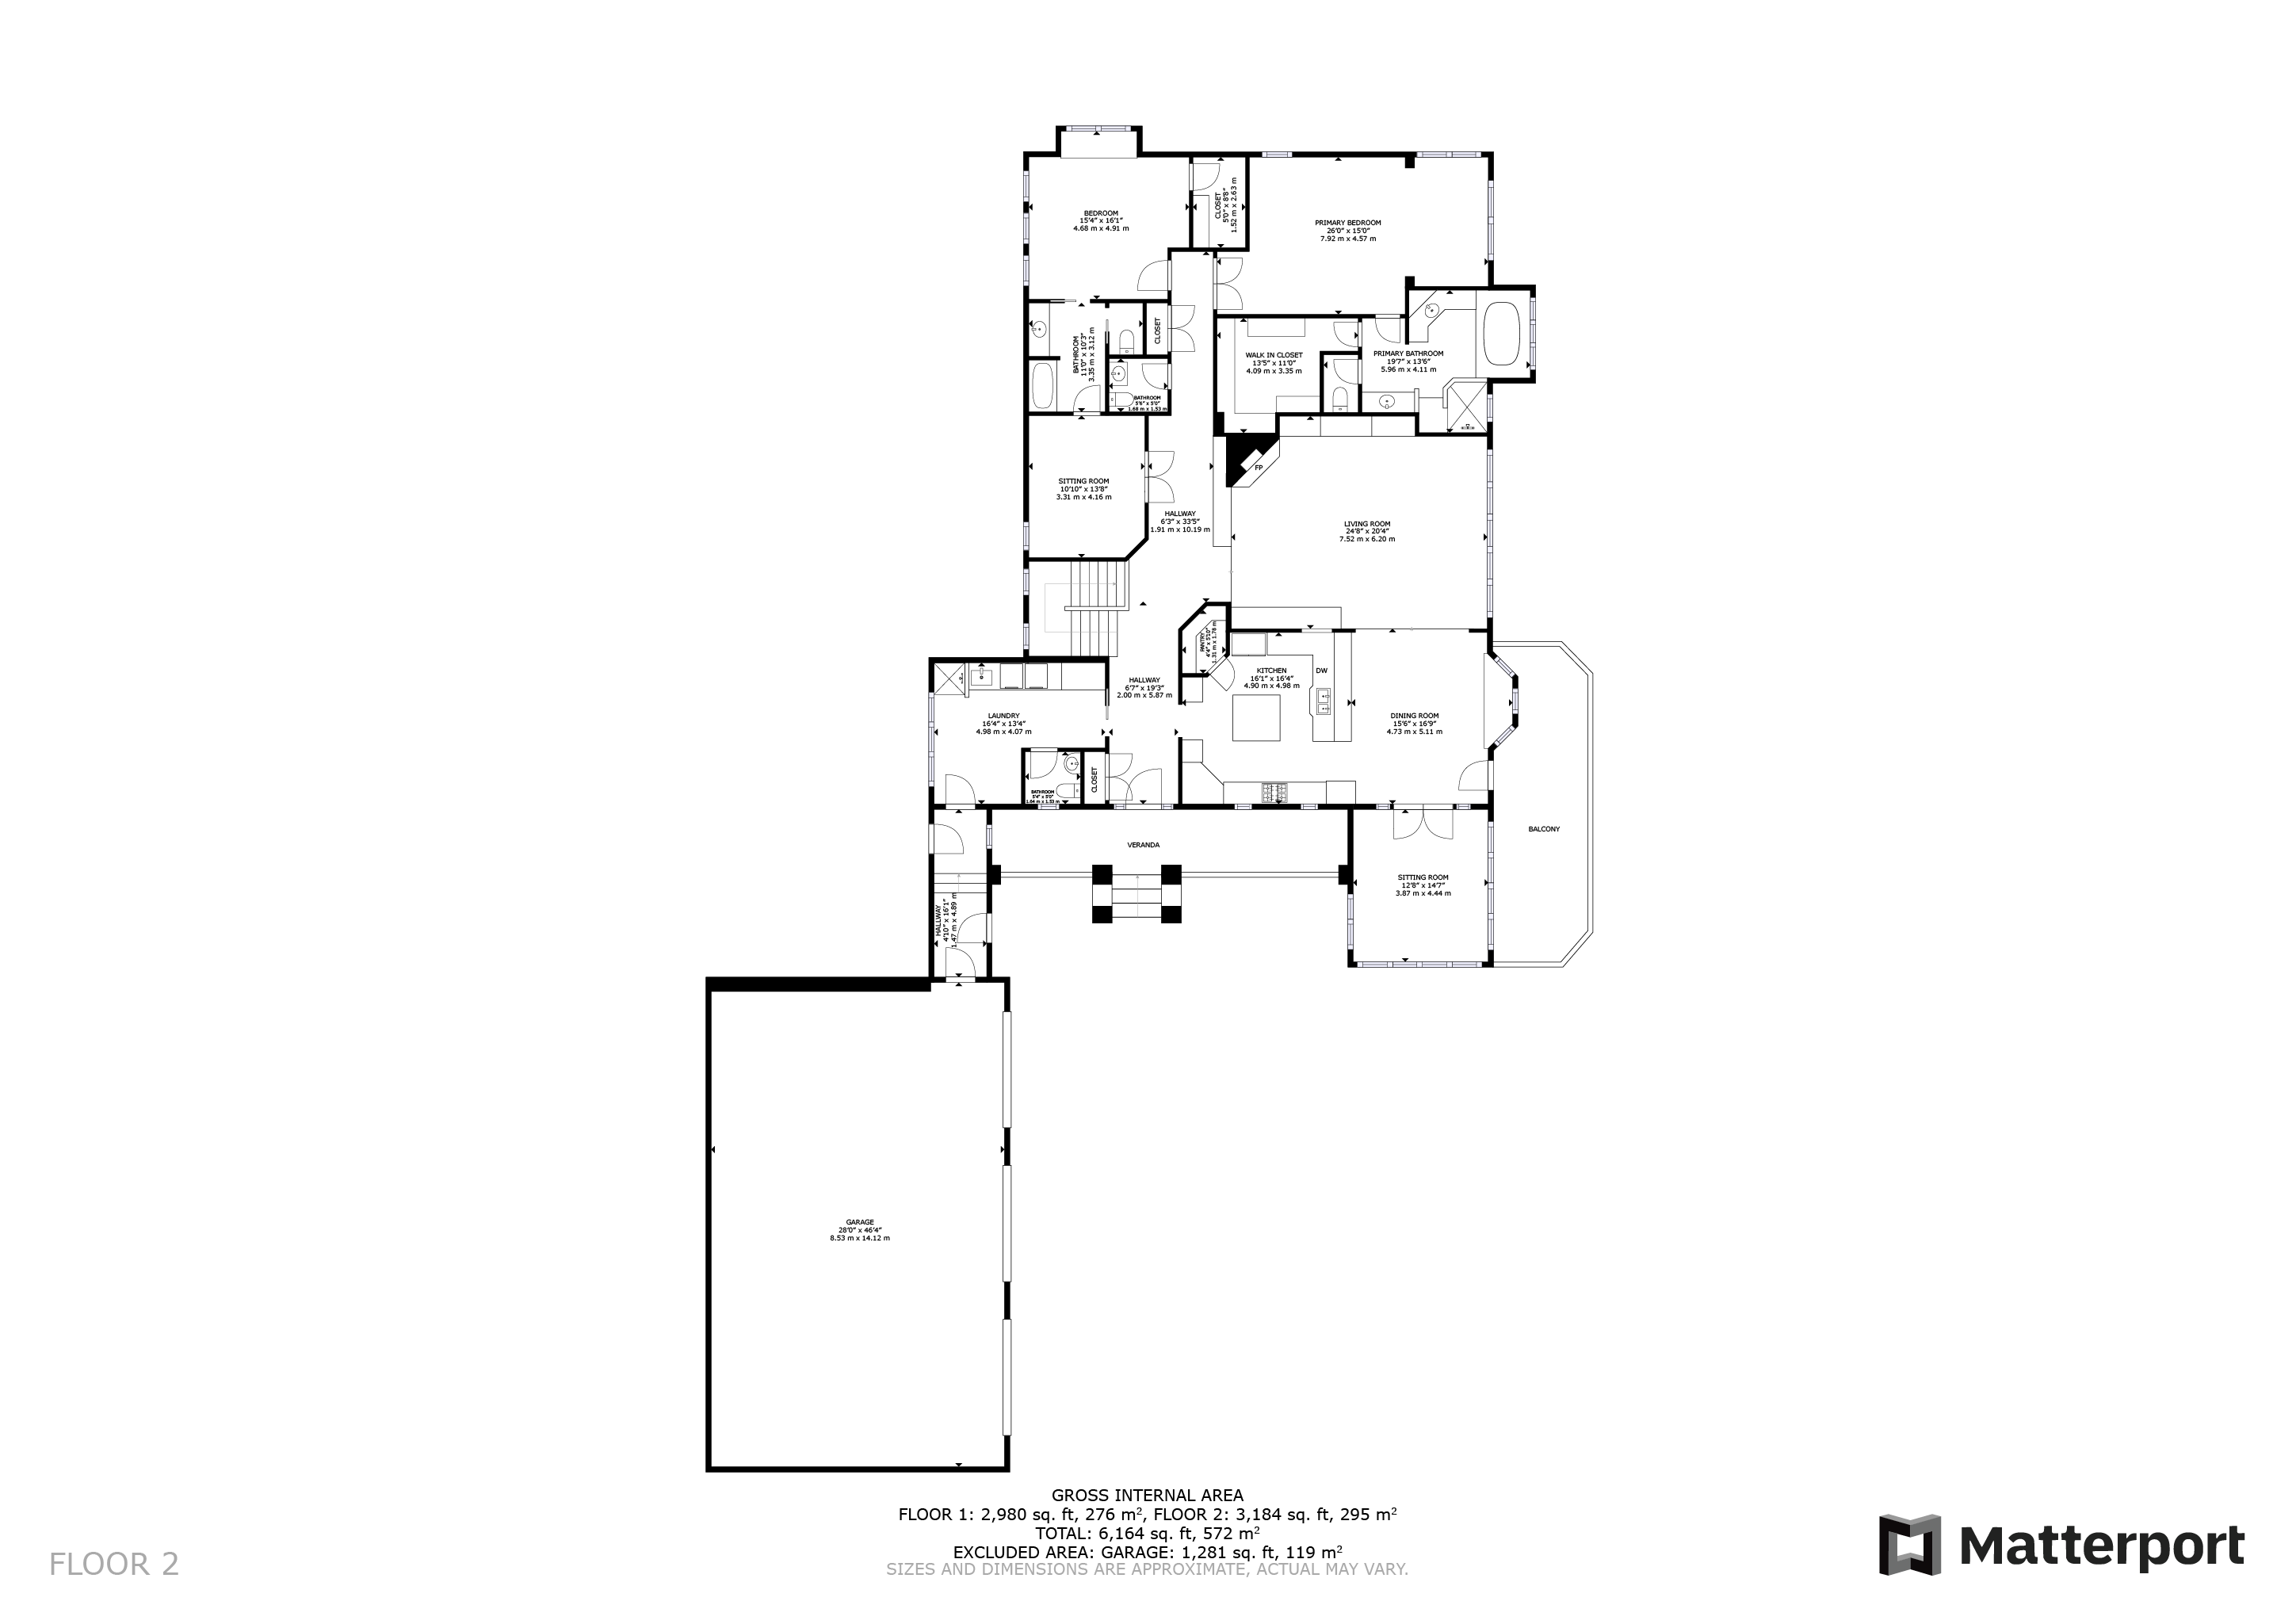 BEDROOM
15'4" x 16'1"
4.68 m x 4.91 m
CLOSET
5'0" x 8'8"
1.52 m x 2.63 m
PRIMARY BEDROOM
26'0" x 15'0"
7.92 m x 4.57 m
BATHROOM
11'0" x 10'3"
3.35 m x 3.12 m
CLOSET
WALK IN CLOSET
13'5" x 11'0"
4.09 m x 3.35 m
PRIMARY BATHROOM
19'7" x 13'6"
5.96 m x 4.11 m
BATHROOM
5'6" x 5'0"
1.68 m x 1.53 m
SITTING ROOM
10'10" x 13'8"
3.31 m x 4.16 m
FP
HALLWAY
6'3" x 33'5"
1.91 m x 10.19 m
LIVING ROOM
24'8" x 20'4"
7.52 m x 6.20 m
PANTRY
4'4" x 5'10"
1.31 m x 1.78 m
KITCHEN
16'1" x 16'4"
4.90 m x 4.98 m
DW
HALLWAY
6'7" x 19'3"
2.00 m x 5.87 m
LAUNDRY
16'4" x 13'4"
4.98 m x 4.07 m
DINING ROOM
15'6" x 16'9"
4.73 m x 5.11 m
BATHROOM
5'4" x 5'0"
1.64 m x 1.53 m
CLOSET
VERANDA
BALCONY
SITTING ROOM
12'8" x 14'7"
3.87 m x 4.44 m
HALLWAY
4'10" x 16'1"
1.47 m x 4.89 m
GARAGE
28'0" x 46'4"
8.53 m x 14.12 m
GROSS INTERNAL AREA
FLOOR 1: 2,980 sq. ft, 276 m², FLOOR 2: 3,184 sq. ft, 295 m²
TOTAL: 6,164 sq. ft, 572 m²
EXCLUDED AREA: GARAGE: 1,281 sq. ft, 119 m²
SIZES AND DIMENSIONS ARE APPROXIMATE, ACTUAL MAY VARY.
FLOOR 2
Matterport